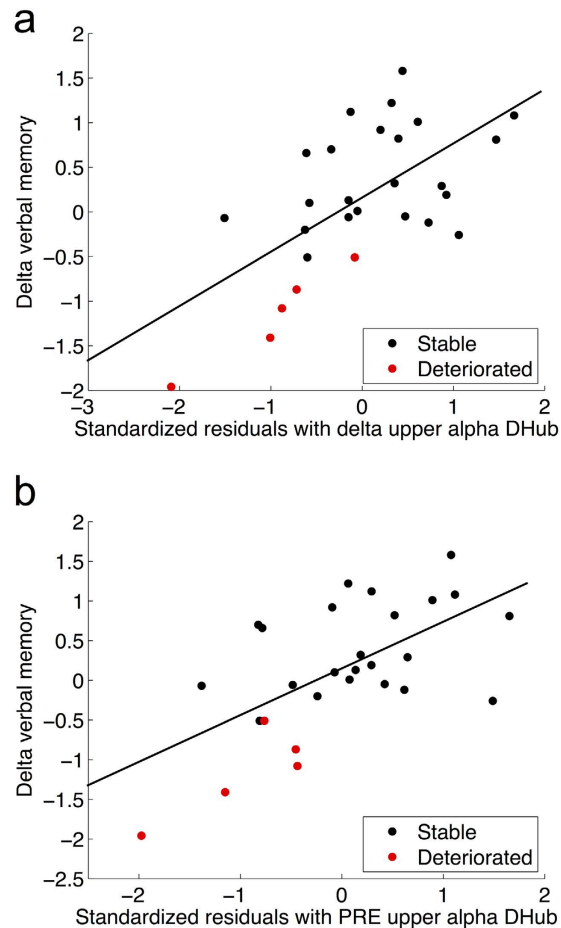 a
2
1.5
1
0.5
0
−0.5
−1
−1.5
−2
Delta verbal memory
Stable
Deteriorated
−3 −2 −1 0 1 2
Standardized residuals with delta upper alpha DHub
b
2
1.5
1
0.5
0
−0.5
−1
−1.5
−2
−2.5
Delta verbal memory
Stable
Deteriorated
−2 −1 0 1 2
Standardized residuals with PRE upper alpha DHub